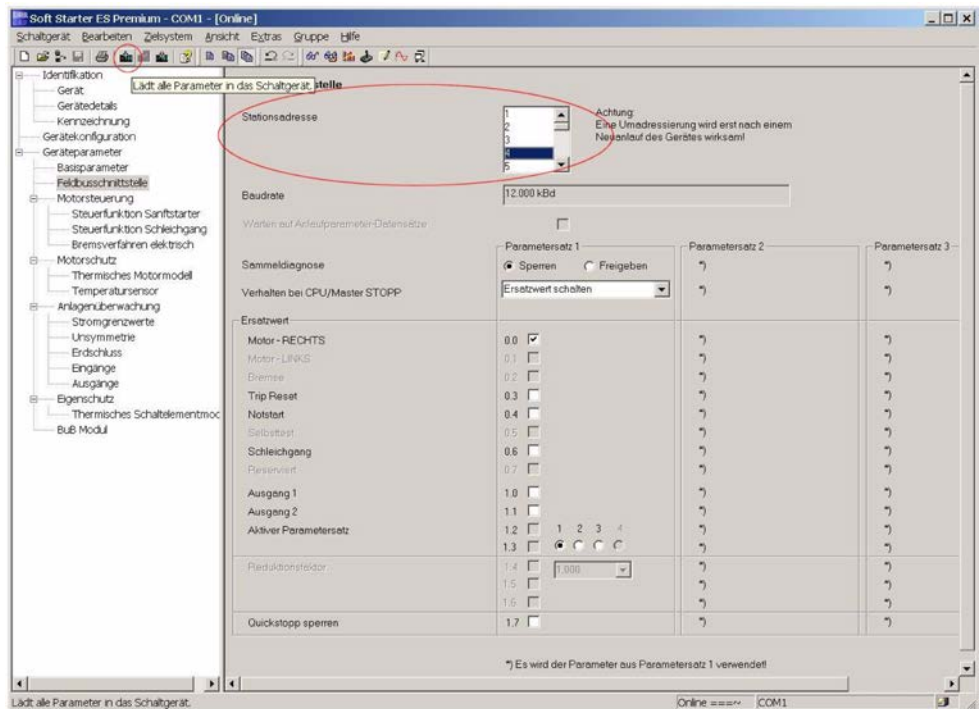 Soft Starter ES Premium - COM1 - [Online]
Schaltgerät Bearbeiten Zielsystem Ansicht Extras Gruppe Hilfe
Lädt alle Parameter in das Schaltgerät.
Identifikation
Gerät
Gerätedetails
Kennzeichnung
Gerätekonfiguration
Geräteparameter
Basisparameter
Feldbusschnittstelle
Motorsteuerung
Steuerfunktion Sanftstarter
Steuerfunktion Schleichgang
Bremsverfahren elektrisch
Motorschutz
Thermisches Motormodell
Temperatursensor
Anlagenüberwachung
Stromgrenzwerte
Unsymmetrie
Erdschluss
Eingänge
Ausgänge
Eigenschutz
Thermisches Schaltelementmoc
BuB Modul
stelle
Stationsadresse
1
2
3
4
5
Achtung:
Eine Umadressierung wird erst nach einem
Neuanlauf des Gerätes wirksam!
Baudrate 12.000 kBd
Warten auf Anlaufparameter-Datensätze
Parametersatz 1 Parametersatz 2 Parametersatz 3
Sammeldiagnose Sperren Freigeben *) *)
Verhalten bei CPU/Master STOPP Ersatzwert schalten *) *)
Ersatzwert
Motor - RECHTS 0.0 *) *)
Motor - LINKS 0.1 *) *)
Bremse 0.2 *) *)
Trip Reset 0.3 *) *)
Notstart 0.4 *) *)
Selbsttest 0.5 *) *)
Schleichgang 0.6 *) *)
Reserviert 0.7 *) *)
Ausgang 1 1.0 *) *)
Ausgang 2 1.1 *) *)
Aktiver Parametersatz 1.2 1 2 3 4 *) *)
1.3 *) *)
Reduktionsfaktor 1.4 1.000 *) *)
1.5 *) *)
1.6 *) *)
Quickstopp sperren 1.7 *) *)
*) Es wird der Parameter aus Parametersatz 1 verwendet!
Lädt alle Parameter in das Schaltgerät. Online ===~ COM1